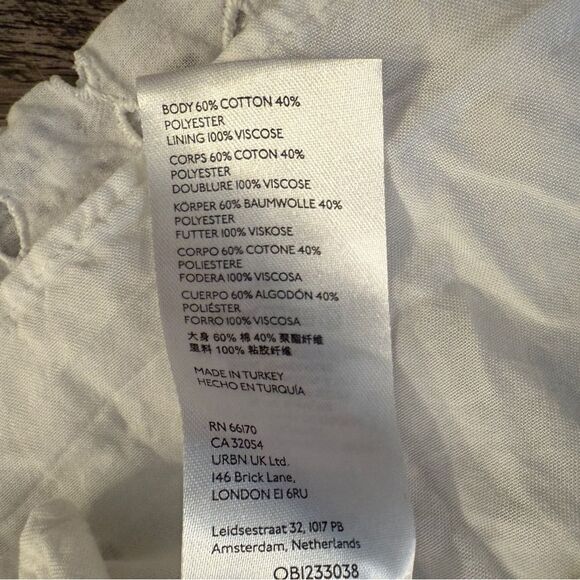 BODY 60% COTTON 40%
POLYESTER
LINING 100% VISCOSE
CORPS 60% COTON 40%
POLYESTER
DOUBLURE 100% VISCOSE
KÖRPER 60% BAUMWOLLE 40%
POLYESTER
FUTTER 100% VISKOSE
CORPO 60% COTONE 40%
POLIESTERE
FODERA 100% VISCOSA
CUERPO 60% ALGODÓN 40%
POLIÉSTER
FORRO 100% VISCOSA
大身 60% 棉 40% 聚酯纤维
里料 100% 粘胶纤维
MADE IN TURKEY
HECHO EN TURQUÍA
RN 66170
CA 32054
URBN UK Ltd.
146 Brick Lane,
LONDON E1 6RU
Leidsestraat 32, 1017 PB
Amsterdam, Netherlands
OB1233038